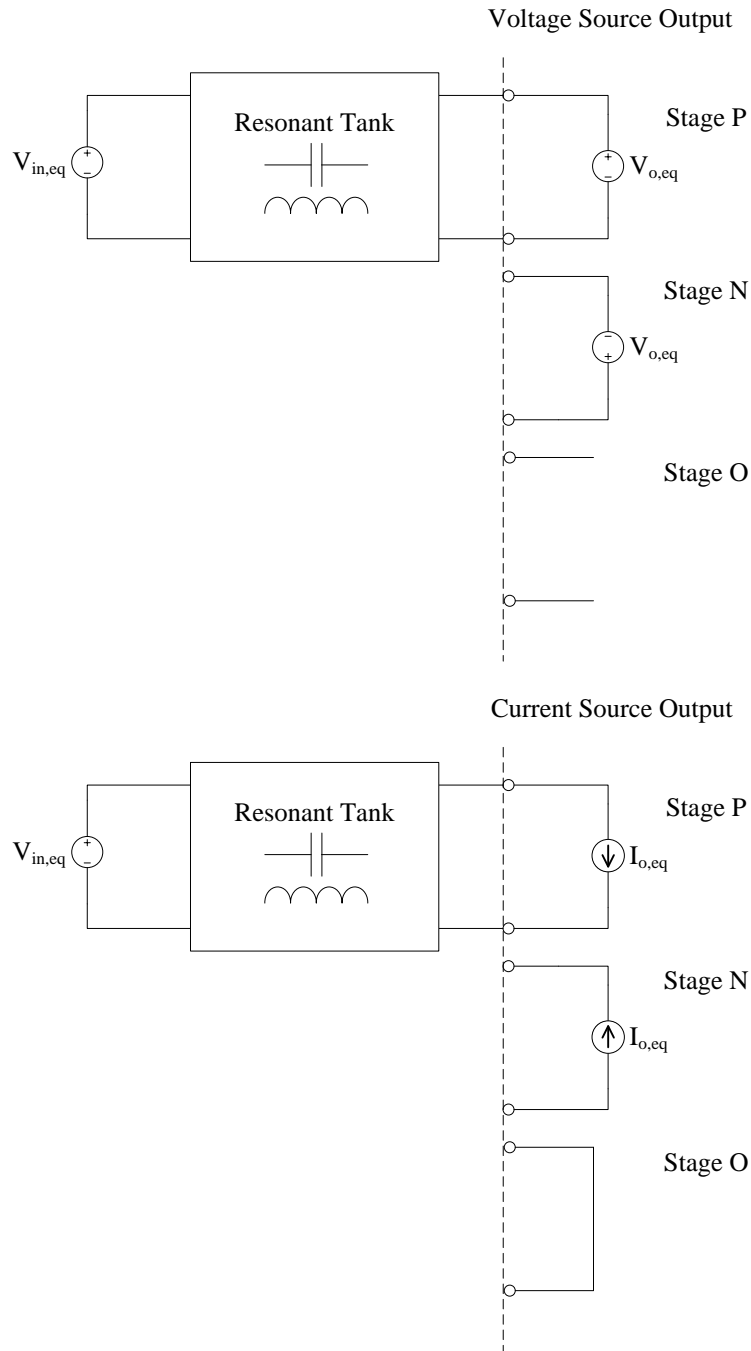 Voltage Source Output
Resonant Tank
Stage P
V_in,eq
+
−
+
−
V_o,eq
Stage N
−
+
V_o,eq
Stage O
Current Source Output
Resonant Tank
Stage P
V_in,eq
+
−
I_o,eq
Stage N
I_o,eq
Stage O